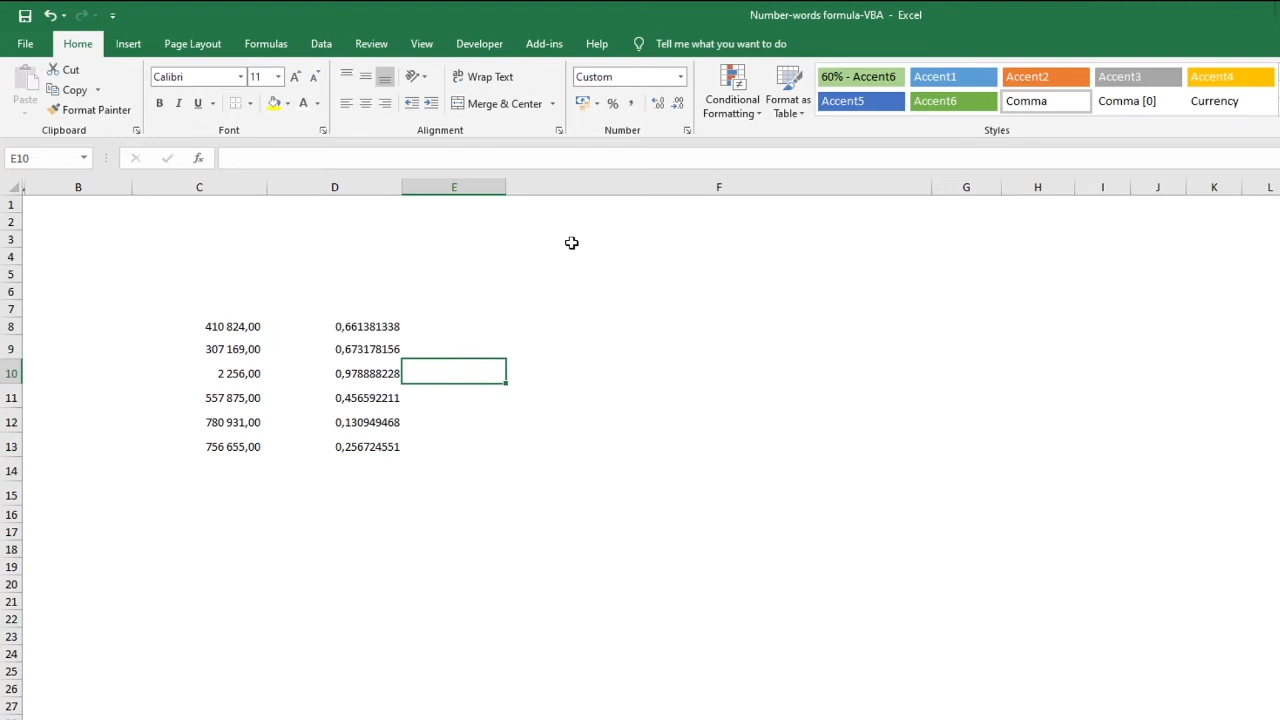 Number-words formula-VBA - Excel
File Home Insert Page Layout Formulas Data Review View Developer Add-ins Help Tell me what you want to do
Paste
Cut
Copy
Format Painter
Clipboard
Calibri 11 A A
B I U A
Font
Wrap Text
Merge & Center
Alignment
Custom
% ,
Number
Conditional Formatting
Format as Table
60% - Accent6 Accent1 Accent2 Accent3 Accent4
Accent5 Accent6 Comma Comma [0] Currency
Styles
E10 fx
B C D E F G H I J K L
1
2
3
4
5
6
7
8 410 824,00 0,661381338
9 307 169,00 0,673178156
10 2 256,00 0,978888228
11 557 875,00 0,456592211
12 780 931,00 0,130949468
13 756 655,00 0,256724551
14
15
16
17
18
19
20
21
22
23
24
25
26
27